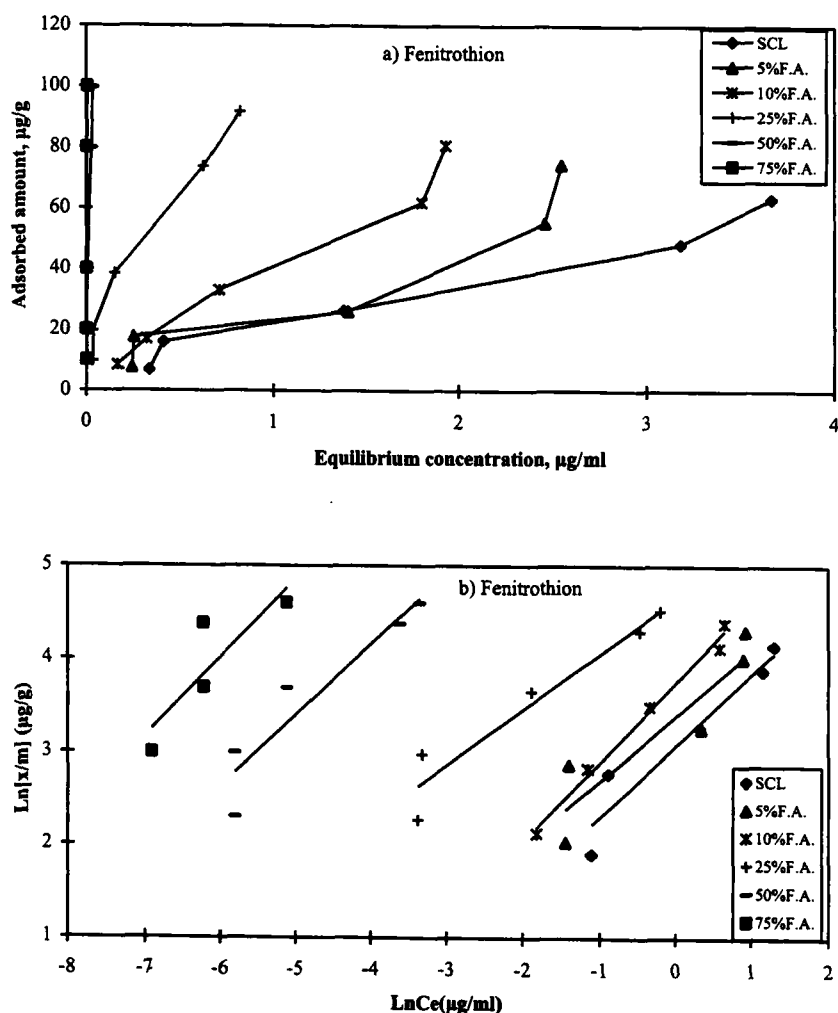 120
100
80
60
40
20
0
Adsorbed amount, µg/g
a) Fenitrothion
SCL
5%F.A.
10%F.A.
25%F.A.
50%F.A.
75%F.A.
0 1 2 3 4
Equilibrium concentration, µg/ml
5
4
3
2
1
Ln[x/m] (µg/g)
b) Fenitrothion
SCL
5%F.A.
10%F.A.
25%F.A.
50%F.A.
75%F.A.
-8 -7 -6 -5 -4 -3 -2 -1 0 1 2
LnCe(µg/ml)